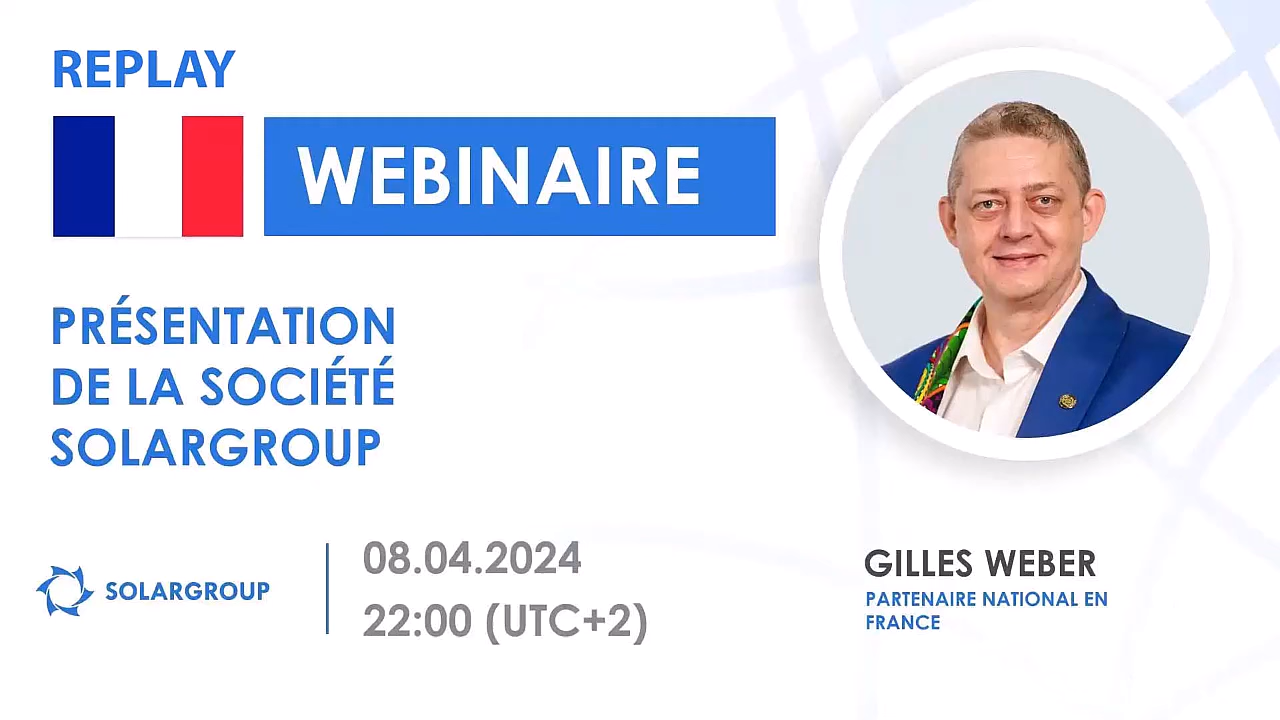 REPLAY
WEBINAIRE
PRÉSENTATION
DE LA SOCIÉTÉ
SOLARGROUP
SOLARGROUP
08.04.2024
22:00 (UTC+2)
GILLES WEBER
PARTENAIRE NATIONAL EN
FRANCE